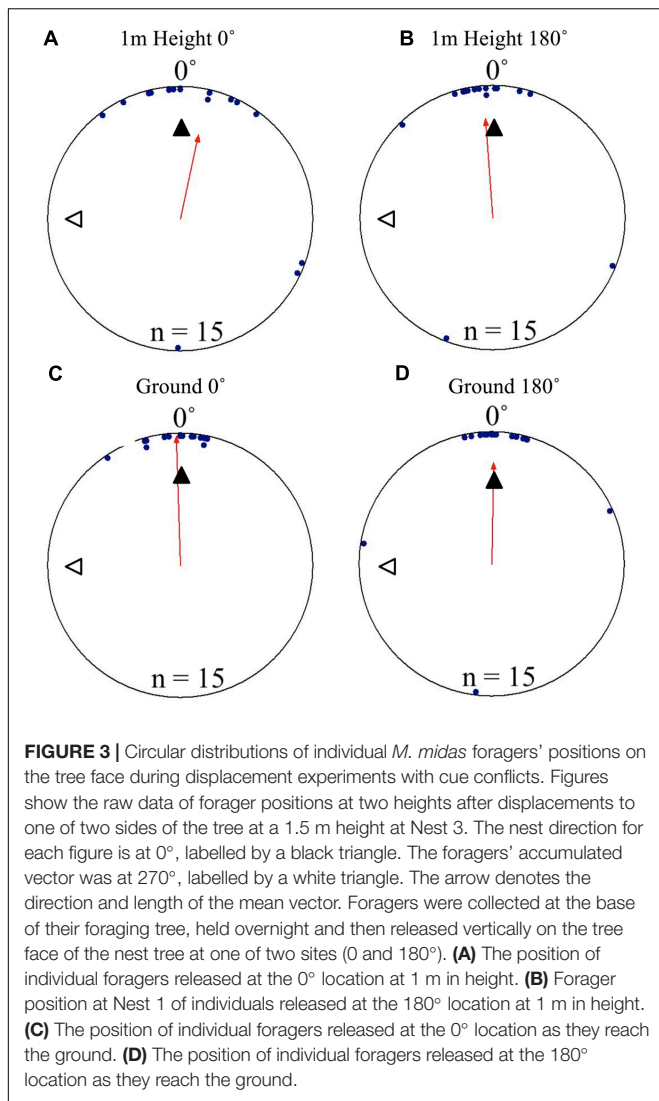 A
1m Height 0°
0°
n = 15
B
1m Height 180°
0°
n = 15
C
Ground 0°
0°
n = 15
D
Ground 180°
0°
n = 15
FIGURE 3 | Circular distributions of individual M. midas foragers' positions on
the tree face during displacement experiments with cue conflicts. Figures
show the raw data of forager positions at two heights after displacements to
one of two sides of the tree at a 1.5 m height at Nest 3. The nest direction for
each figure is at 0°, labelled by a black triangle. The foragers' accumulated
vector was at 270°, labelled by a white triangle. The arrow denotes the
direction and length of the mean vector. Foragers were collected at the base
of their foraging tree, held overnight and then released vertically on the tree
face of the nest tree at one of two sites (0 and 180°). (A) The position of
individual foragers released at the 0° location at 1 m in height. (B) Forager
position at Nest 1 of individuals released at the 180° location at 1 m in height.
(C) The position of individual foragers released at the 0° location as they reach
the ground. (D) The position of individual foragers released at the 180°
location as they reach the ground.